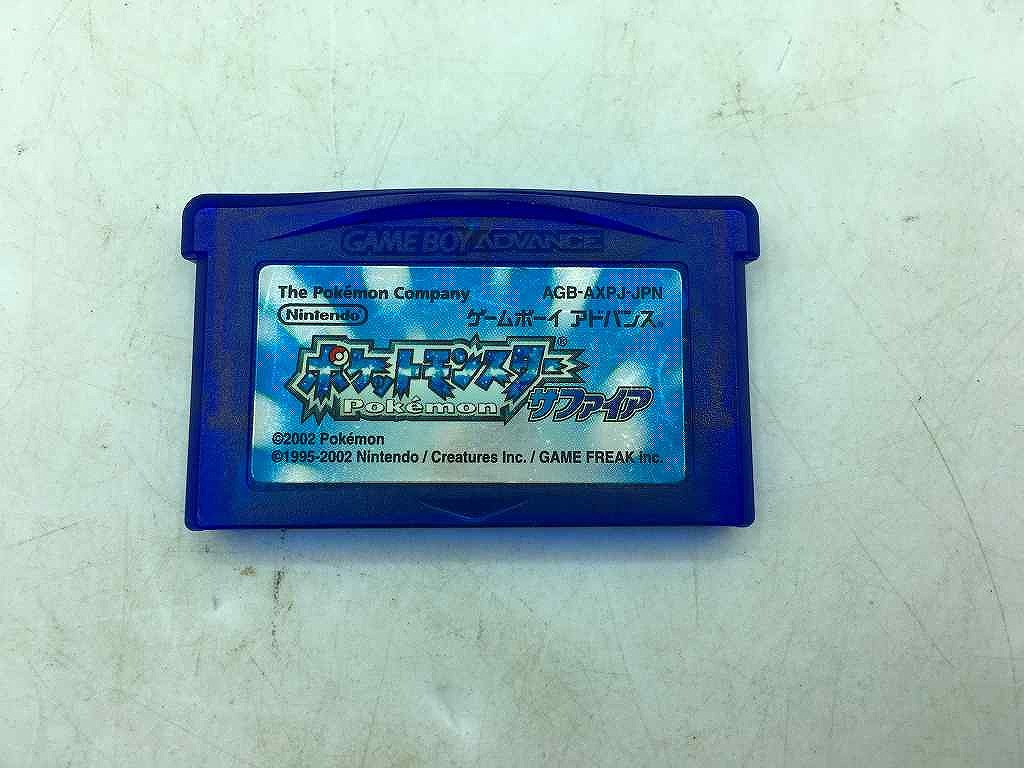 GAME BOY ADVANCE
The Pokémon Company AGB-AXPJ-JPN
Nintendo ゲームボーイ アドバンス
ポケットモンスター®
Pokémon サファイア
©2002 Pokémon
©1995-2002 Nintendo / Creatures Inc. / GAME FREAK inc.